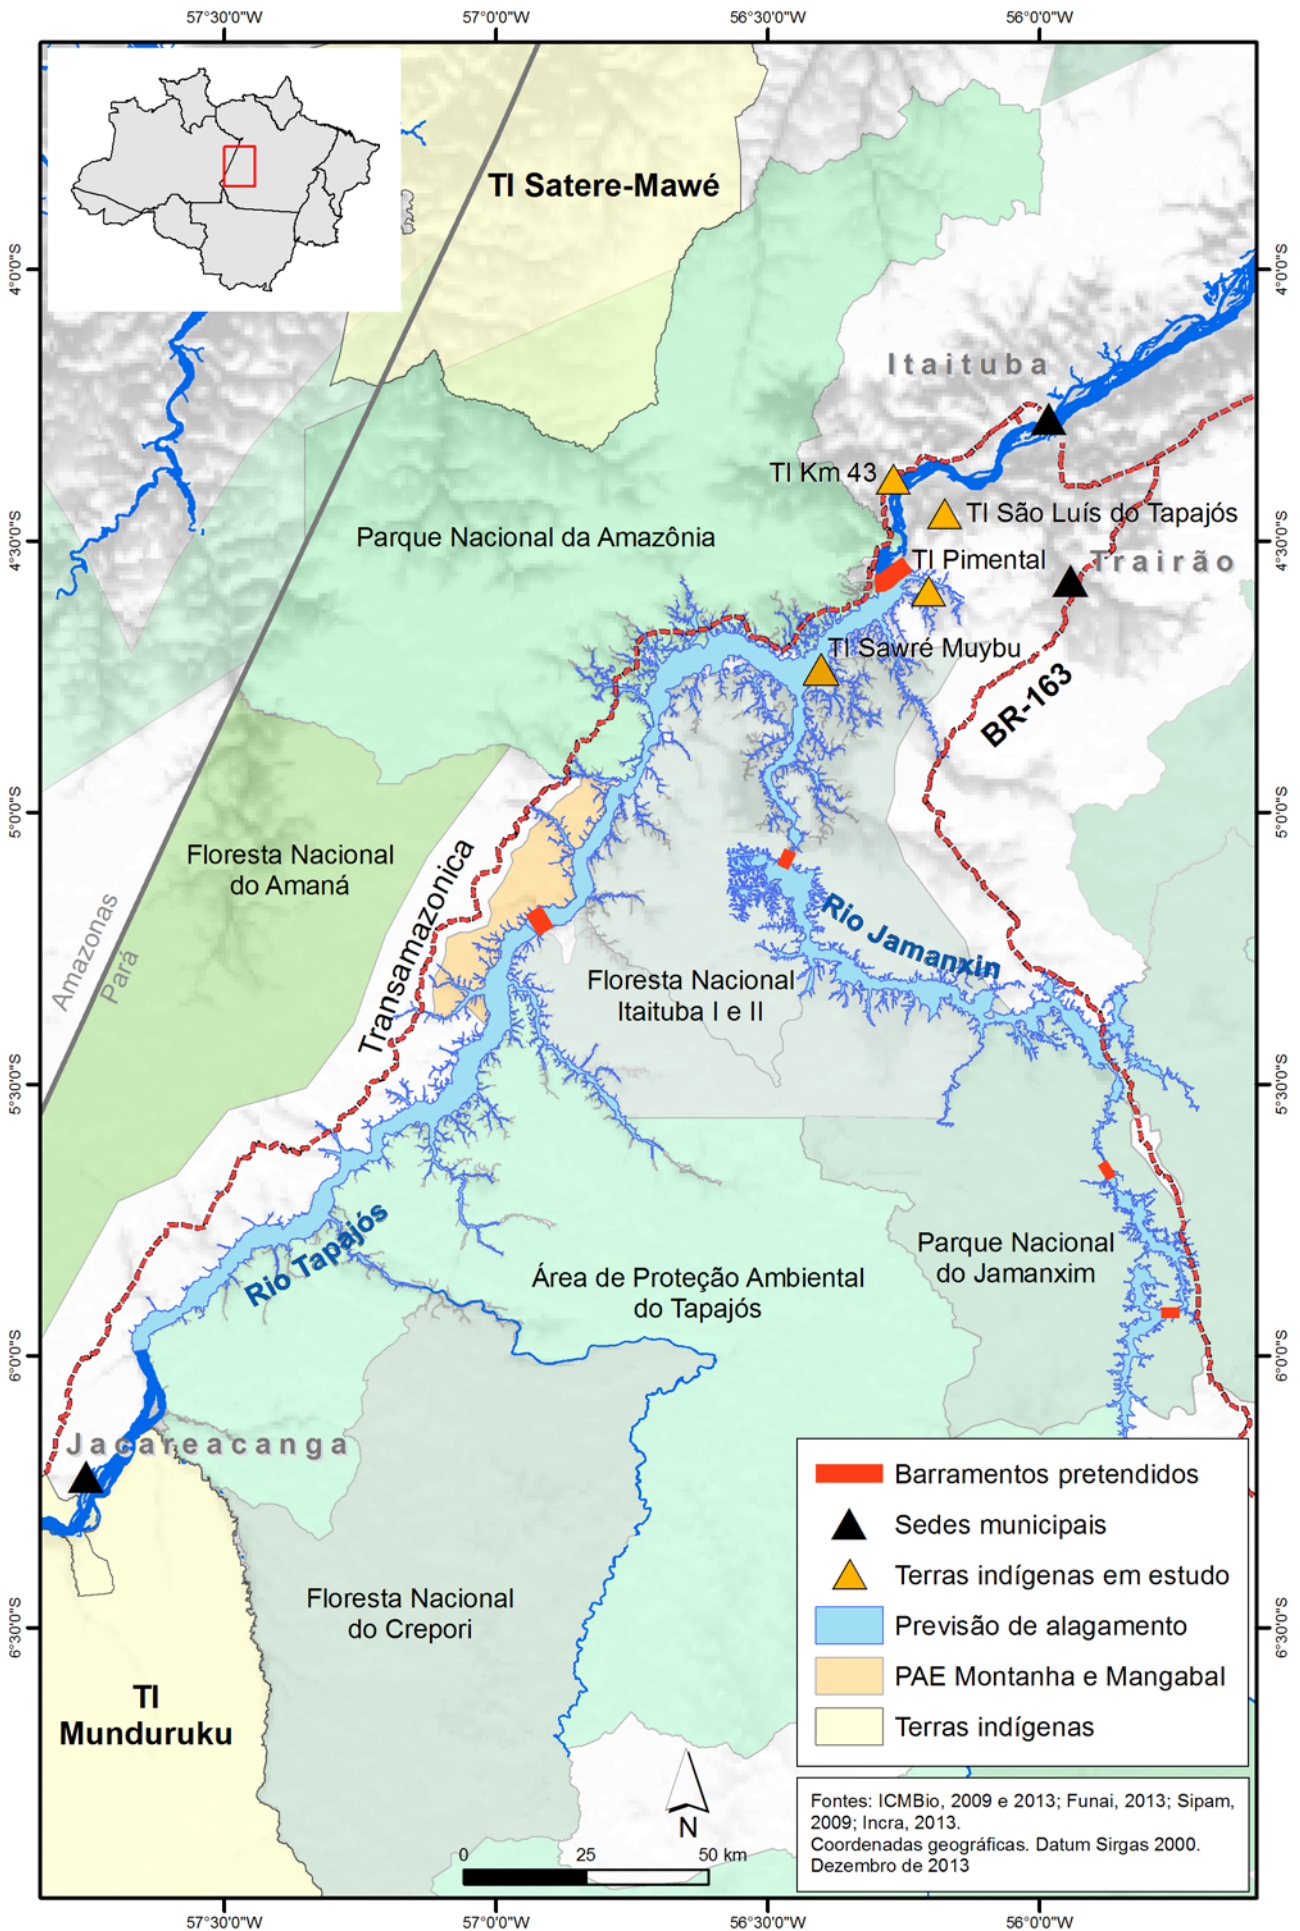 57°30'0"W
57°0'0"W
56°30'0"W
56°0'0"W
TI Satere-Mawé
4°0'0"S
4°0'0"S
Itaituba
TI Km 43
TI São Luís do Tapajós
Parque Nacional da Amazônia
4°30'0"S
4°30'0"S
TI Pimental
Trairão
TI Sawré Muybu
BR-163
5°0'0"S
5°0'0"S
Floresta Nacional
do Amaná
Transamazonica
Amazonas
Pará
Rio Jamanxin
Floresta Nacional
Itaituba I e II
5°30'0"S
5°30'0"S
Rio Tapajós
Parque Nacional
do Jamanxim
Área de Proteção Ambiental
do Tapajós
6°0'0"S
6°0'0"S
Jacareacanga
Barramentos pretendidos
Sedes municipais
Terras indígenas em estudo
Previsão de alagamento
PAE Montanha e Mangabal
Terras indígenas
Floresta Nacional
do Crepori
6°30'0"S
6°30'0"S
TI
Munduruku
N
0 25 50 km
Fontes: ICMBio, 2009 e 2013; Funai, 2013; Sipam,
2009; Incra, 2013.
Coordenadas geográficas. Datum Sirgas 2000.
Dezembro de 2013
57°30'0"W
57°0'0"W
56°30'0"W
56°0'0"W